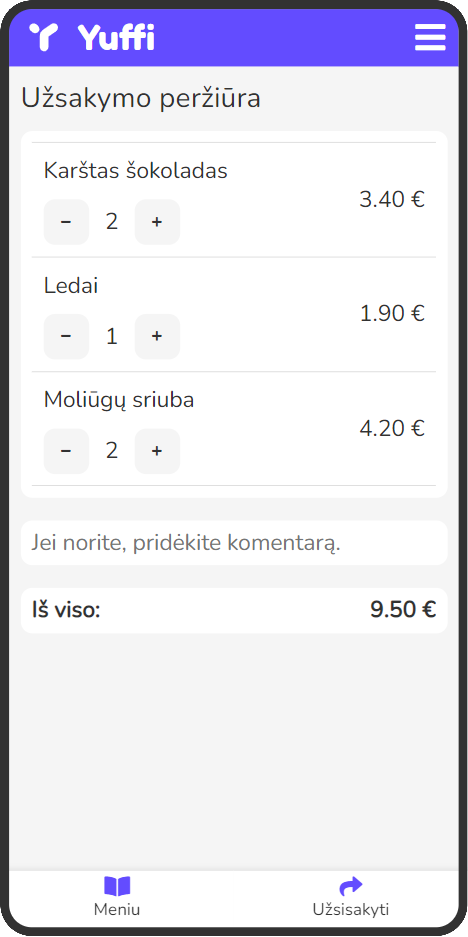 Yuffi
Užsakymo peržiūra
Karštas šokoladas
3.40 €
− 2 +
Ledai
1.90 €
− 1 +
Moliūgų sriuba
4.20 €
− 2 +
Jei norite, pridėkite komentarą.
Iš viso: 9.50 €
Meniu Užsisakyti